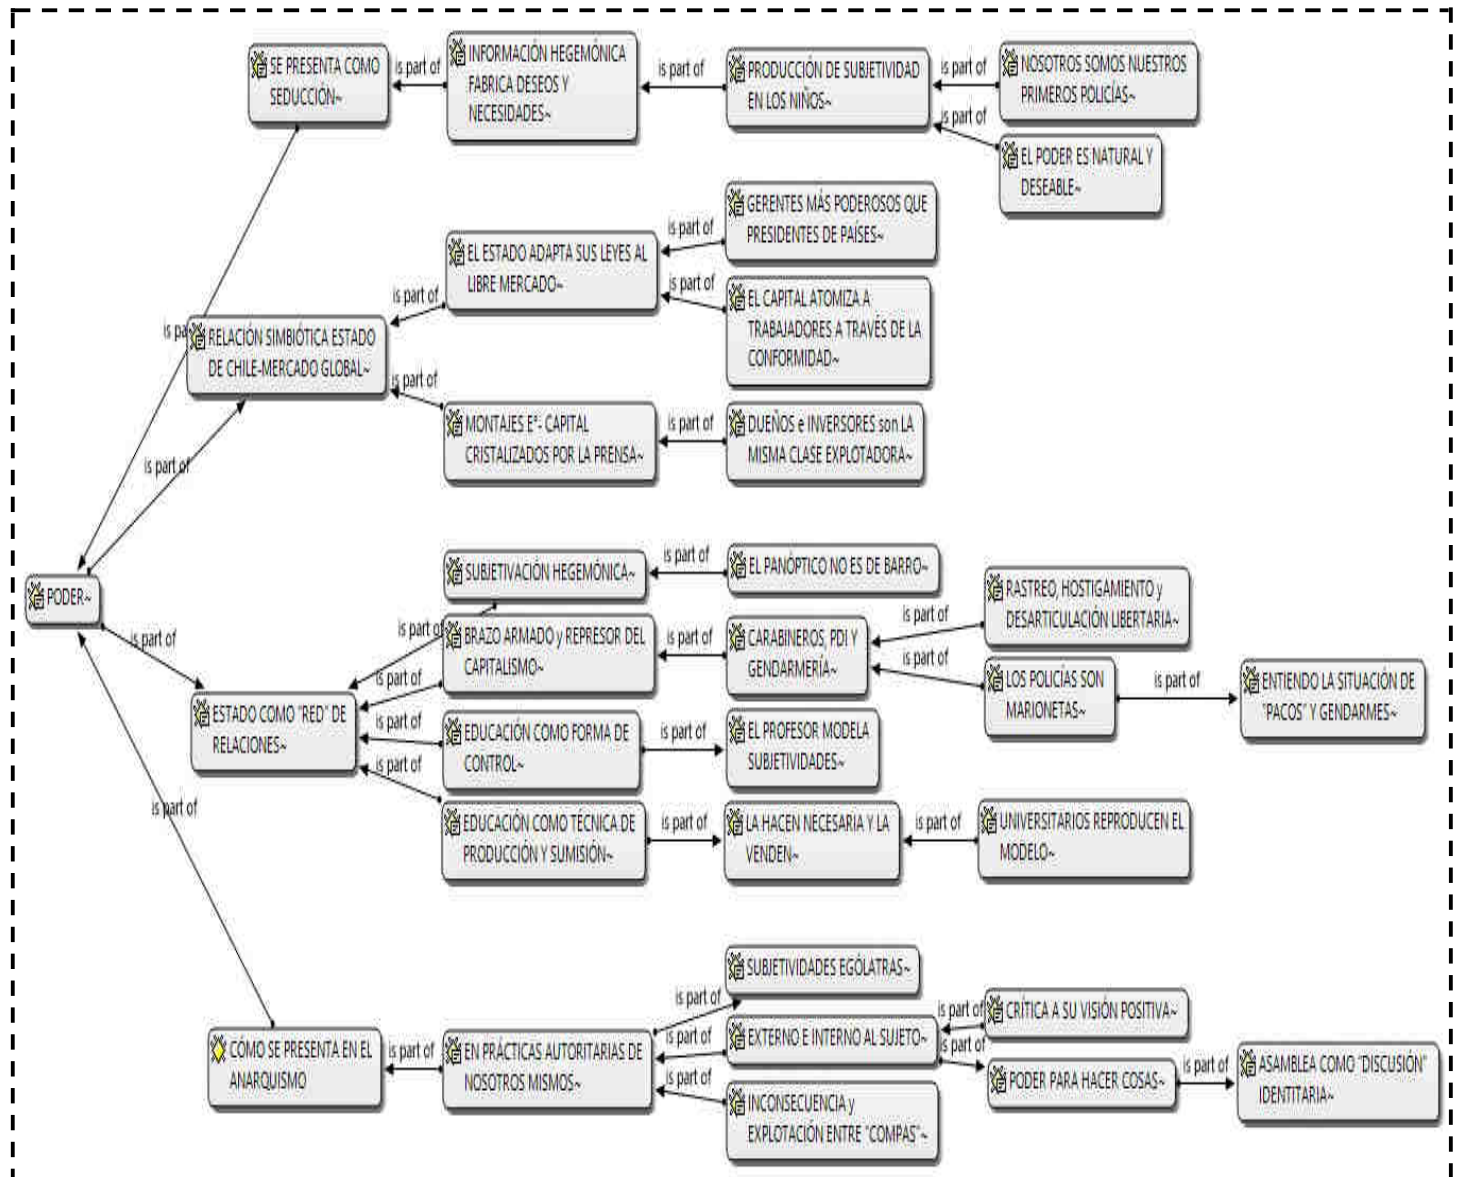 SE PRESENTA COMO
SEDUCCIÓN~
is part of
INFORMACIÓN HEGEMÓNICA
FABRICA DESEOS Y
NECESIDADES~
is part of
PRODUCCIÓN DE SUBJETIVIDAD
EN LOS NIÑOS~
is part of
NOSOTROS SOMOS NUESTROS
PRIMEROS POLICÍAS~
is part of
EL PODER ES NATURAL Y
DESEABLE~
is pa
RELACIÓN SIMBIÓTICA ESTADO
DE CHILE-MERCADO GLOBAL~
is part of
EL ESTADO ADAPTA SUS LEYES AL
LIBRE MERCADO~
is part of
GERENTES MÁS PODEROSOS QUE
PRESIDENTES DE PAÍSES~
is part of
EL CAPITAL ATOMIZA A
TRABAJADORES A TRAVÉS DE LA
CONFORMIDAD~
is part of
MONTAJES Eº- CAPITAL
CRISTALIZADOS POR LA PRENSA~
is part of
DUEÑOS e INVERSORES son LA
MISMA CLASE EXPLOTADORA~
is part of
PODER~
is part of
ESTADO COMO "RED" DE
RELACIONES~
is part of
SUBJETIVACIÓN HEGEMÓNICA~
is part of
EL PANÓPTICO NO ES DE BARRO~
is part of
BRAZO ARMADO y REPRESOR DEL
CAPITALISMO~
is part of
CARABINEROS, PDI Y
GENDARMERÍA~
is part of
RASTREO, HOSTIGAMIENTO y
DESARTICULACIÓN LIBERTARIA~
is part of
LOS POLICÍAS SON
MARIONETAS~
is part of
ENTIENDO LA SITUACIÓN DE
"PACOS" Y GENDARMES~
is part of
EDUCACIÓN COMO FORMA DE
CONTROL~
is part of
EL PROFESOR MODELA
SUBJETIVIDADES~
EDUCACIÓN COMO TÉCNICA DE
PRODUCCIÓN Y SUMISIÓN~
is part of
LA HACEN NECESARIA Y LA
VENDEN~
is part of
UNIVERSITARIOS REPRODUCEN EL
MODELO~
is part of
CÓMO SE PRESENTA EN EL
ANARQUISMO
is part of
EN PRÁCTICAS AUTORITARIAS DE
NOSOTROS MISMOS~
is part of
SUBJETIVIDADES EGÓLATRAS~
is part of
EXTERNO E INTERNO AL SUJETO~
is part of
CRÍTICA A SU VISIÓN POSITIVA~
is part of
PODER PARA HACER COSAS~
is part of
ASAMBLEA COMO "DISCUSIÓN"
IDENTITARIA~
is part of
INCONSECUENCIA y
EXPLOTACIÓN ENTRE "COMPAS"~